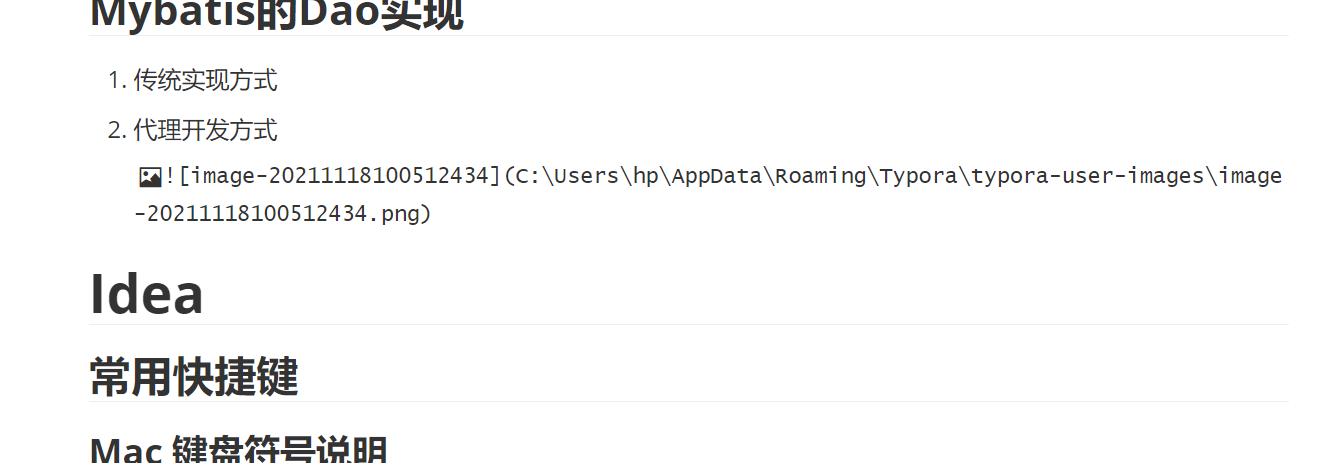 Mybatis的Dao实现
1. 传统实现方式
2. 代理开发方式
![image-20211118100512434](C:\Users\hp\AppData\Roaming\Typora\typora-user-images\image
-20211118100512434.png)
Idea
常用快捷键
Mac 键盘符号说明